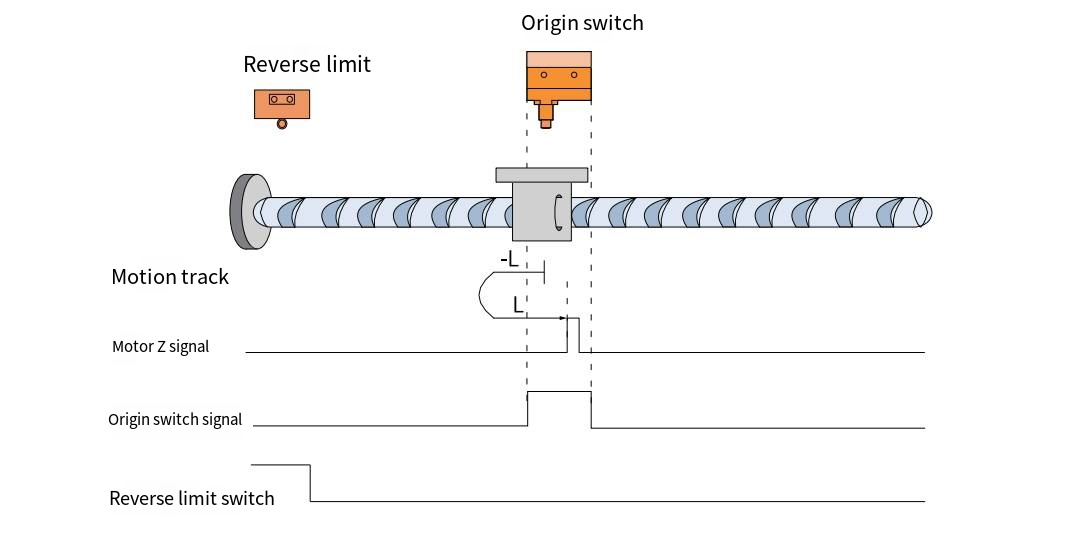 Origin switch
Reverse limit
-L
Motion track
L
Motor Z signal
Origin switch signal
Reverse limit switch